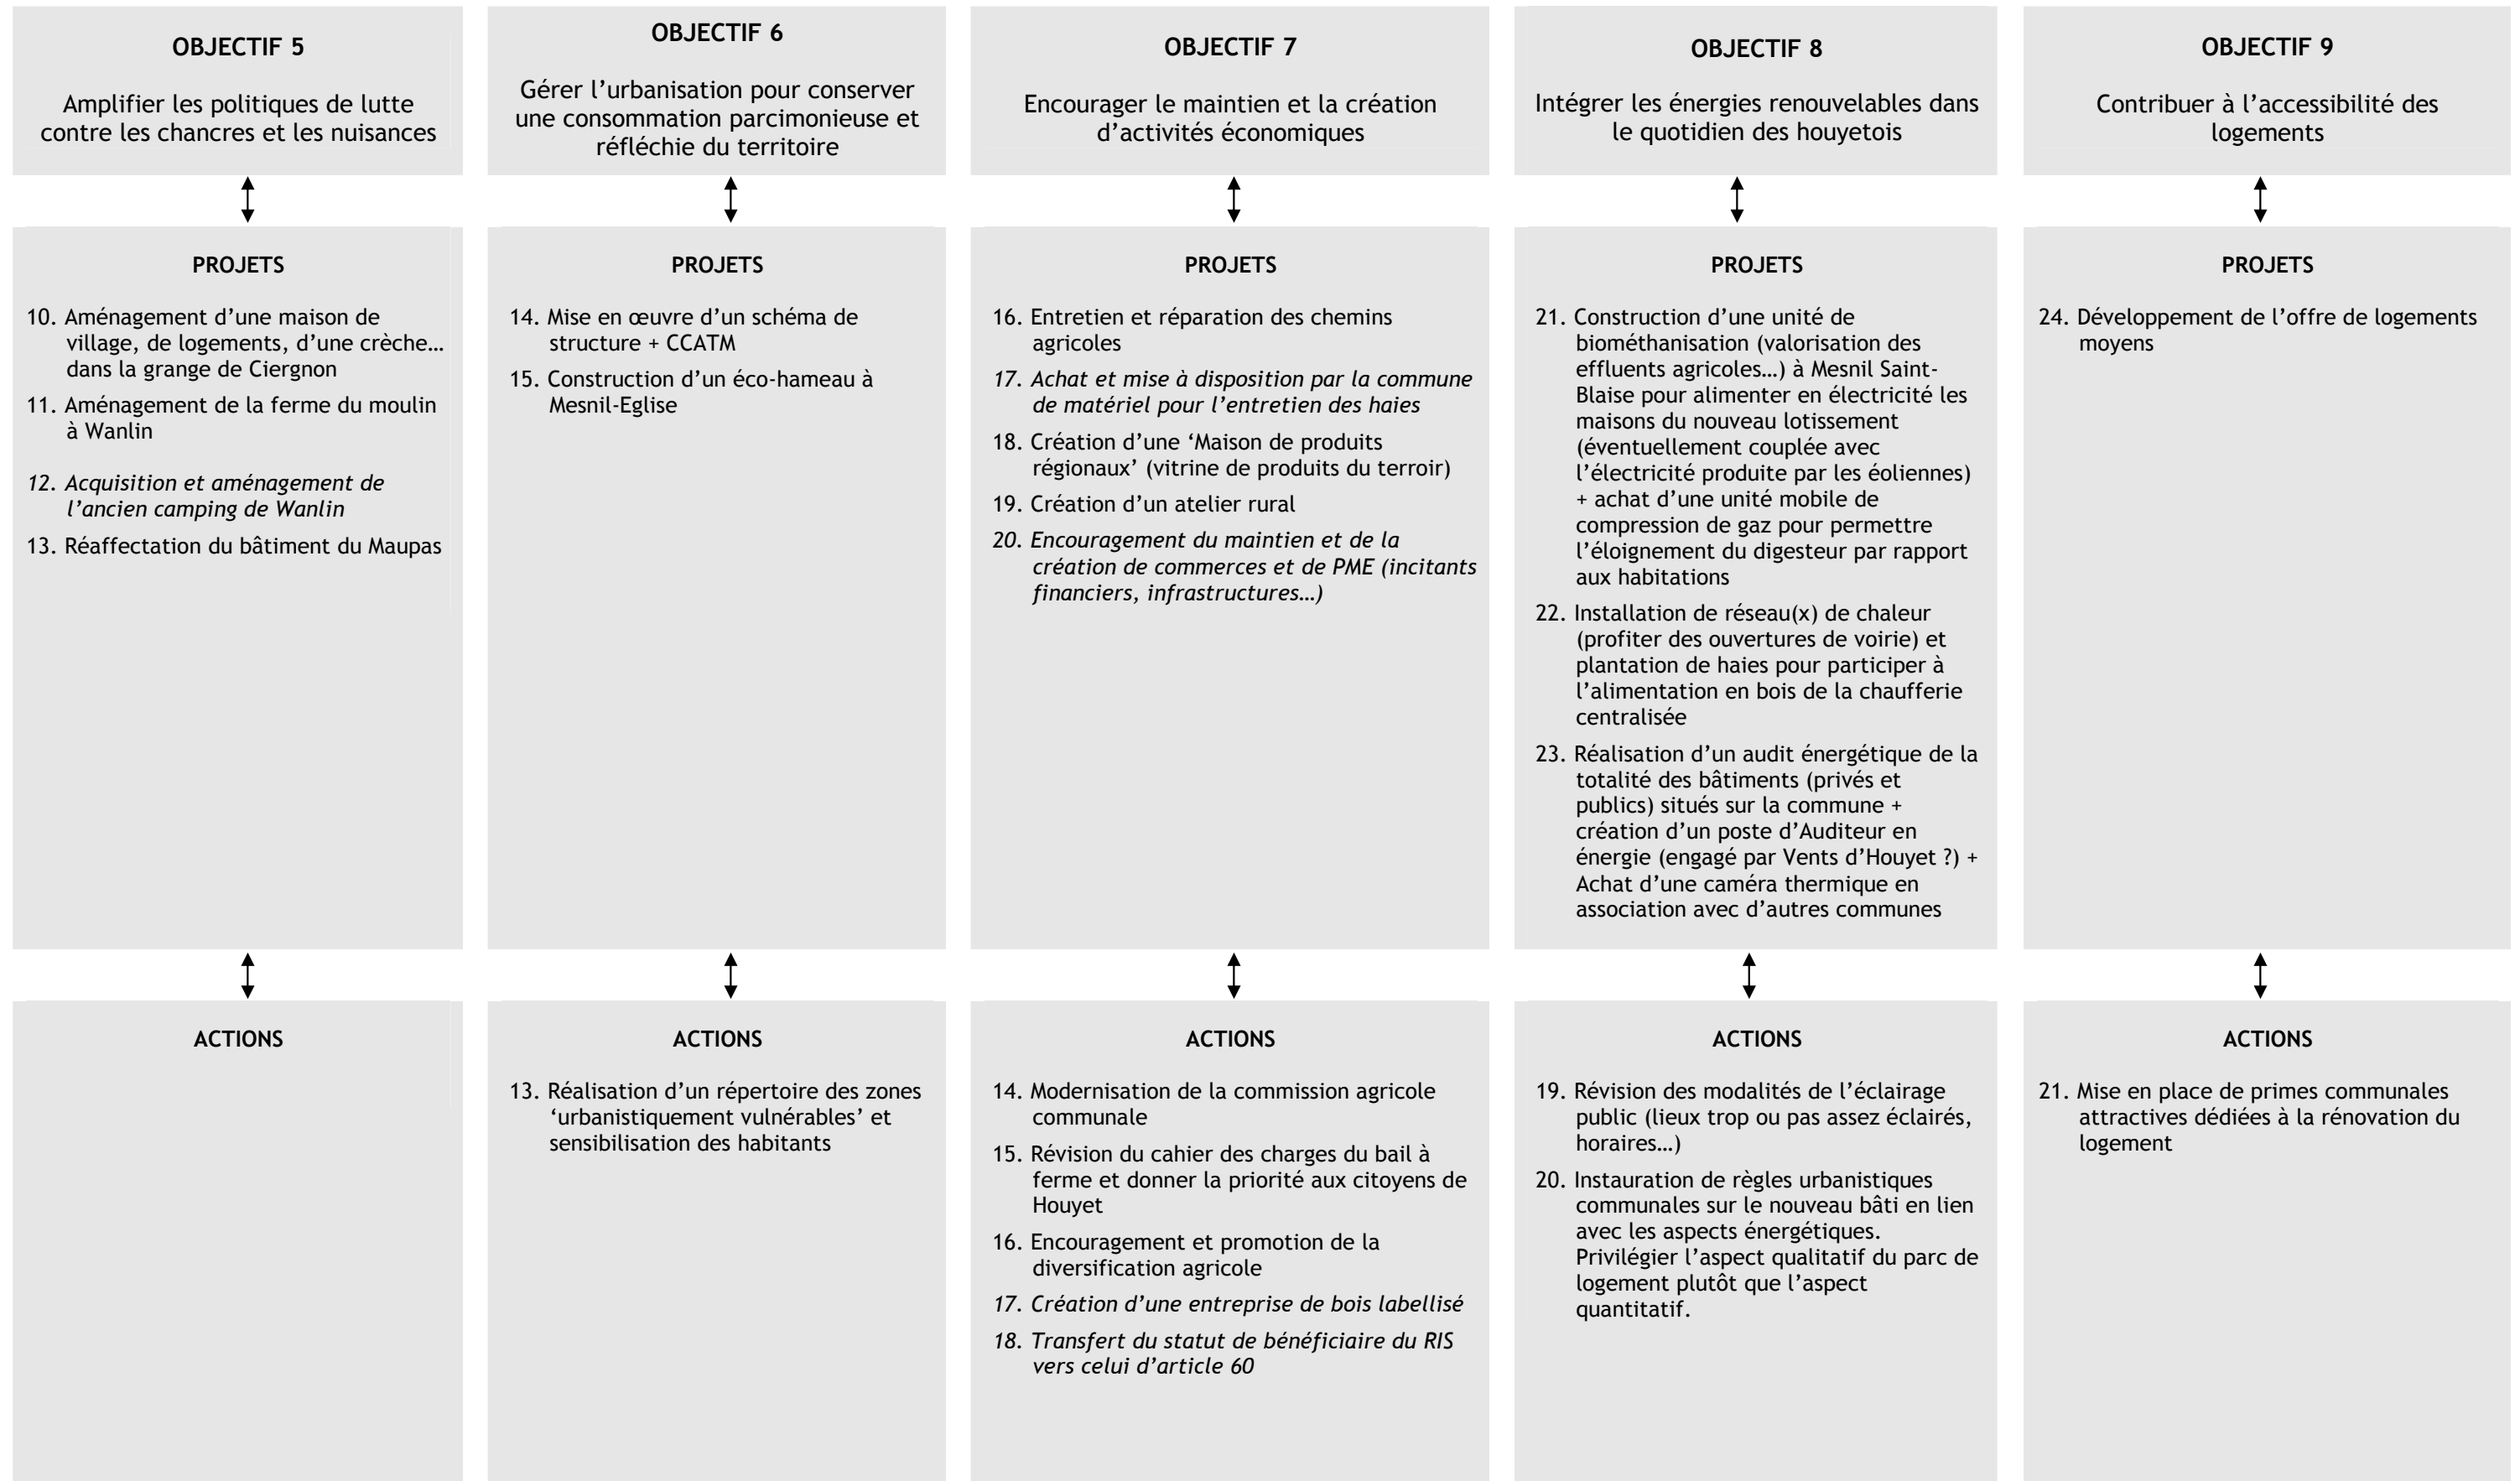 OBJECTIF 5
Amplifier les politiques de lutte
contre les chancres et les nuisances
OBJECTIF 6
Gérer l’urbanisation pour conserver
une consommation parcimonieuse et
réfléchie du territoire
OBJECTIF 7
Encourager le maintien et la création
d’activités économiques
OBJECTIF 8
Intégrer les énergies renouvelables dans
le quotidien des houyetois
OBJECTIF 9
Contribuer à l’accessibilité des
logements
PROJETS
10. Aménagement d’une maison de
village, de logements, d’une crèche…
dans la grange de Ciergnon
11. Aménagement de la ferme du moulin
à Wanlin
12. Acquisition et aménagement de
l’ancien camping de Wanlin
13. Réaffectation du bâtiment du Maupas
PROJETS
14. Mise en œuvre d’un schéma de
structure + CCATM
15. Construction d’un éco-hameau à
Mesnil-Eglise
PROJETS
16. Entretien et réparation des chemins
agricoles
17. Achat et mise à disposition par la commune
de matériel pour l’entretien des haies
18. Création d’une ‘Maison de produits
régionaux’ (vitrine de produits du terroir)
19. Création d’un atelier rural
20. Encouragement du maintien et de la
création de commerces et de PME (incitants
financiers, infrastructures…)
PROJETS
21. Construction d’une unité de
biométhanisation (valorisation des
effluents agricoles…) à Mesnil Saint-
Blaise pour alimenter en électricité les
maisons du nouveau lotissement
(éventuellement couplée avec
l’électricité produite par les éoliennes)
+ achat d’une unité mobile de
compression de gaz pour permettre
l’éloignement du digesteur par rapport
aux habitations
22. Installation de réseau(x) de chaleur
(profiter des ouvertures de voirie) et
plantation de haies pour participer à
l’alimentation en bois de la chaufferie
centralisée
23. Réalisation d’un audit énergétique de la
totalité des bâtiments (privés et
publics) situés sur la commune +
création d’un poste d’Auditeur en
énergie (engagé par Vents d’Houyet ?) +
Achat d’une caméra thermique en
association avec d’autres communes
PROJETS
24. Développement de l’offre de logements
moyens
ACTIONS
ACTIONS
13. Réalisation d’un répertoire des zones
‘urbanistiquement vulnérables’ et
sensibilisation des habitants
ACTIONS
14. Modernisation de la commission agricole
communale
15. Révision du cahier des charges du bail à
ferme et donner la priorité aux citoyens de
Houyet
16. Encouragement et promotion de la
diversification agricole
17. Création d’une entreprise de bois labellisé
18. Transfert du statut de bénéficiaire du RIS
vers celui d’article 60
ACTIONS
19. Révision des modalités de l’éclairage
public (lieux trop ou pas assez éclairés,
horaires…)
20. Instauration de règles urbanistiques
communales sur le nouveau bâti en lien
avec les aspects énergétiques.
Privilégier l’aspect qualitatif du parc de
logement plutôt que l’aspect
quantitatif.
ACTIONS
21. Mise en place de primes communales
attractives dédiées à la rénovation du
logement